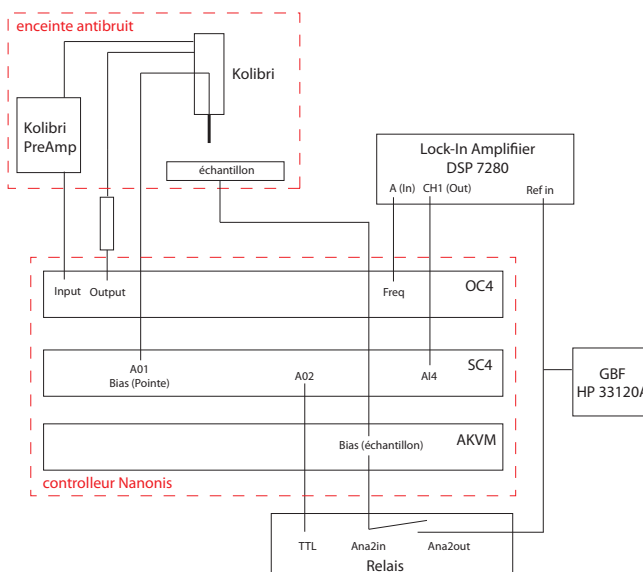 enceinte antibruit
Kolibri
Kolibri
PreAmp
échantillon
Lock-In Amplifiier
DSP 7280
A (In)
CH1 (Out)
Ref in
Input
Output
Freq
OC4
A01
Bias (Pointe)
A02
AI4
SC4
GBF
HP 33120A
Bias (échantillon)
AKVM
controlleur Nanonis
TTL
Ana2in
Ana2out
Relais